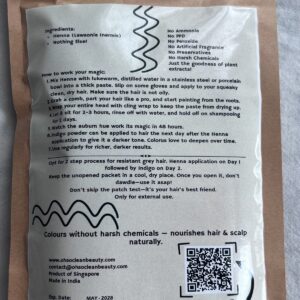 Ingredients:
Henna (Lawsonia Inermis)
Nothing Else!
No Ammonia
No PPD
No Peroxide
No Artificial Fragrance
No Preservatives
No Harsh Chemicals
Just the goodness of plant
extracts!
How to work your magic:
1. Mix Henna with lukewarm, distilled water in a stainless steel or porcelain
bowl into a thick paste. Slip on some gloves and apply to your squeaky
clean, dry hair. Make sure the hair is not oily.
2. Grab a comb, part your hair like a pro, and start painting from the roots.
your entire head with cling wrap to keep the paste from drying up.
4. Let it sit for 2-3 hours, rinse off with water, and hold off on shampooing
for 2 days.
5. Watch the auburn hue work its magic in 48 hours.
6. Indigo powder can be applied to hair the next day after the Henna
application to give it a darker tone. Colorise love to deepen over time.
7. Use regularly for richer, darker results.
Opt for 2 step process for resistant grey hair. Henna application on Day 1
followed by Indigo on Day 2.
Keep the unopened packet in a cool, dry place. Once you open it, don't
dawdle—use it asap!
Don't skip the patch test—it's your hair's best friend.
Only for external use.
Colours without harsh chemicals — nourishes hair & scalp
naturally.
www.ohsocleanbeauty.com
contact@ohsocleanbeauty.com
Product of Singapore
Made in India
Exp. Date: MAY-2028